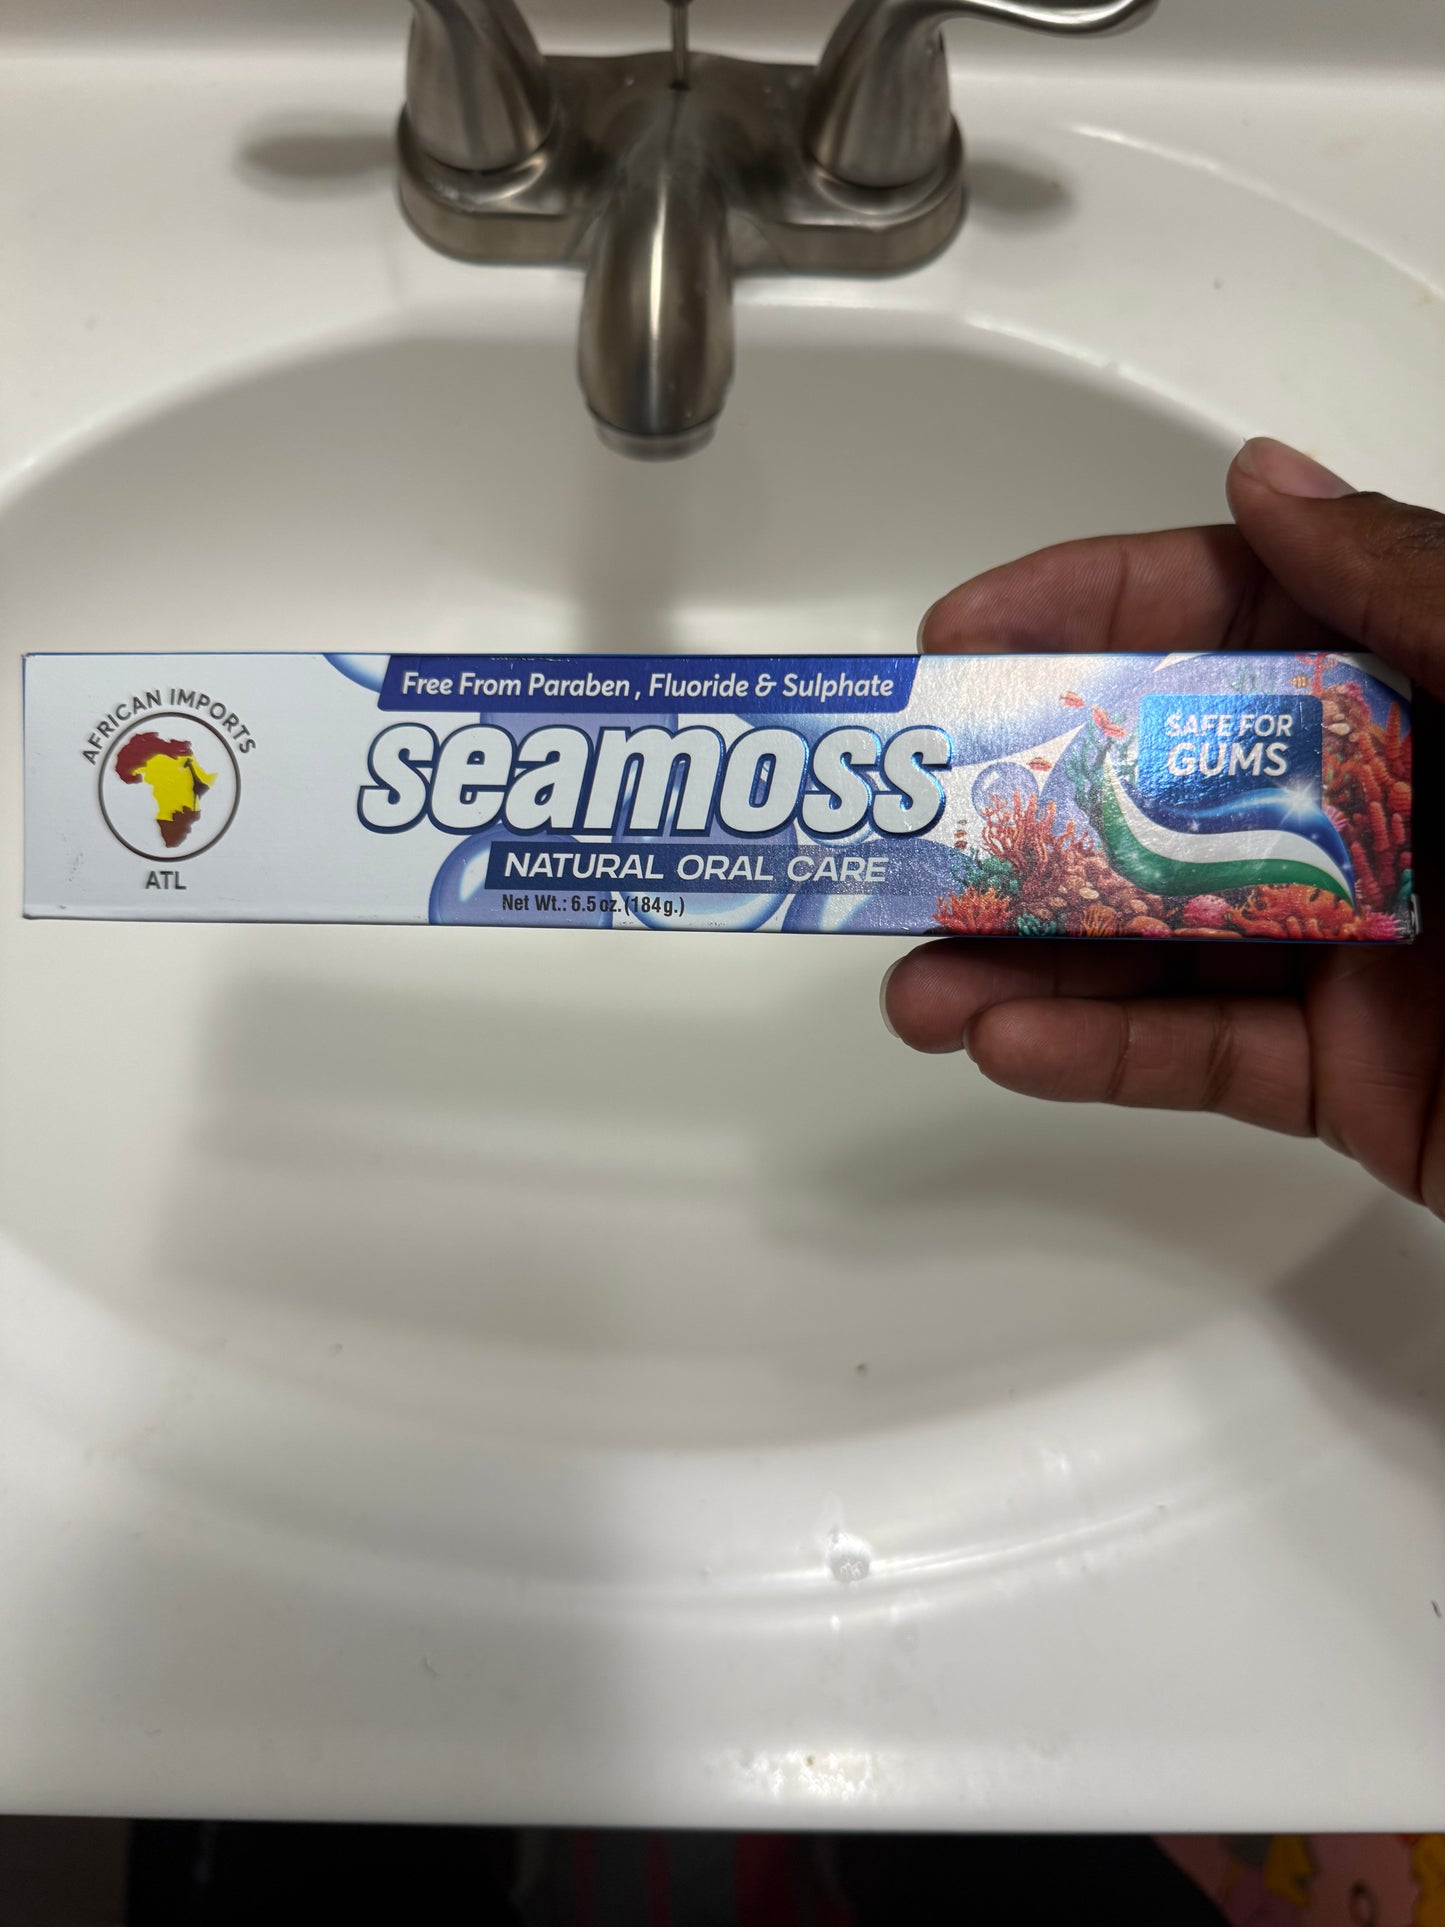 AFRICAN IMPORTS
ATL
Free From Paraben, Fluoride & Sulphate
seamoss
NATURAL ORAL CARE
Net Wt.: 6.5 oz. (184g.)
SAFE FOR
GUMS